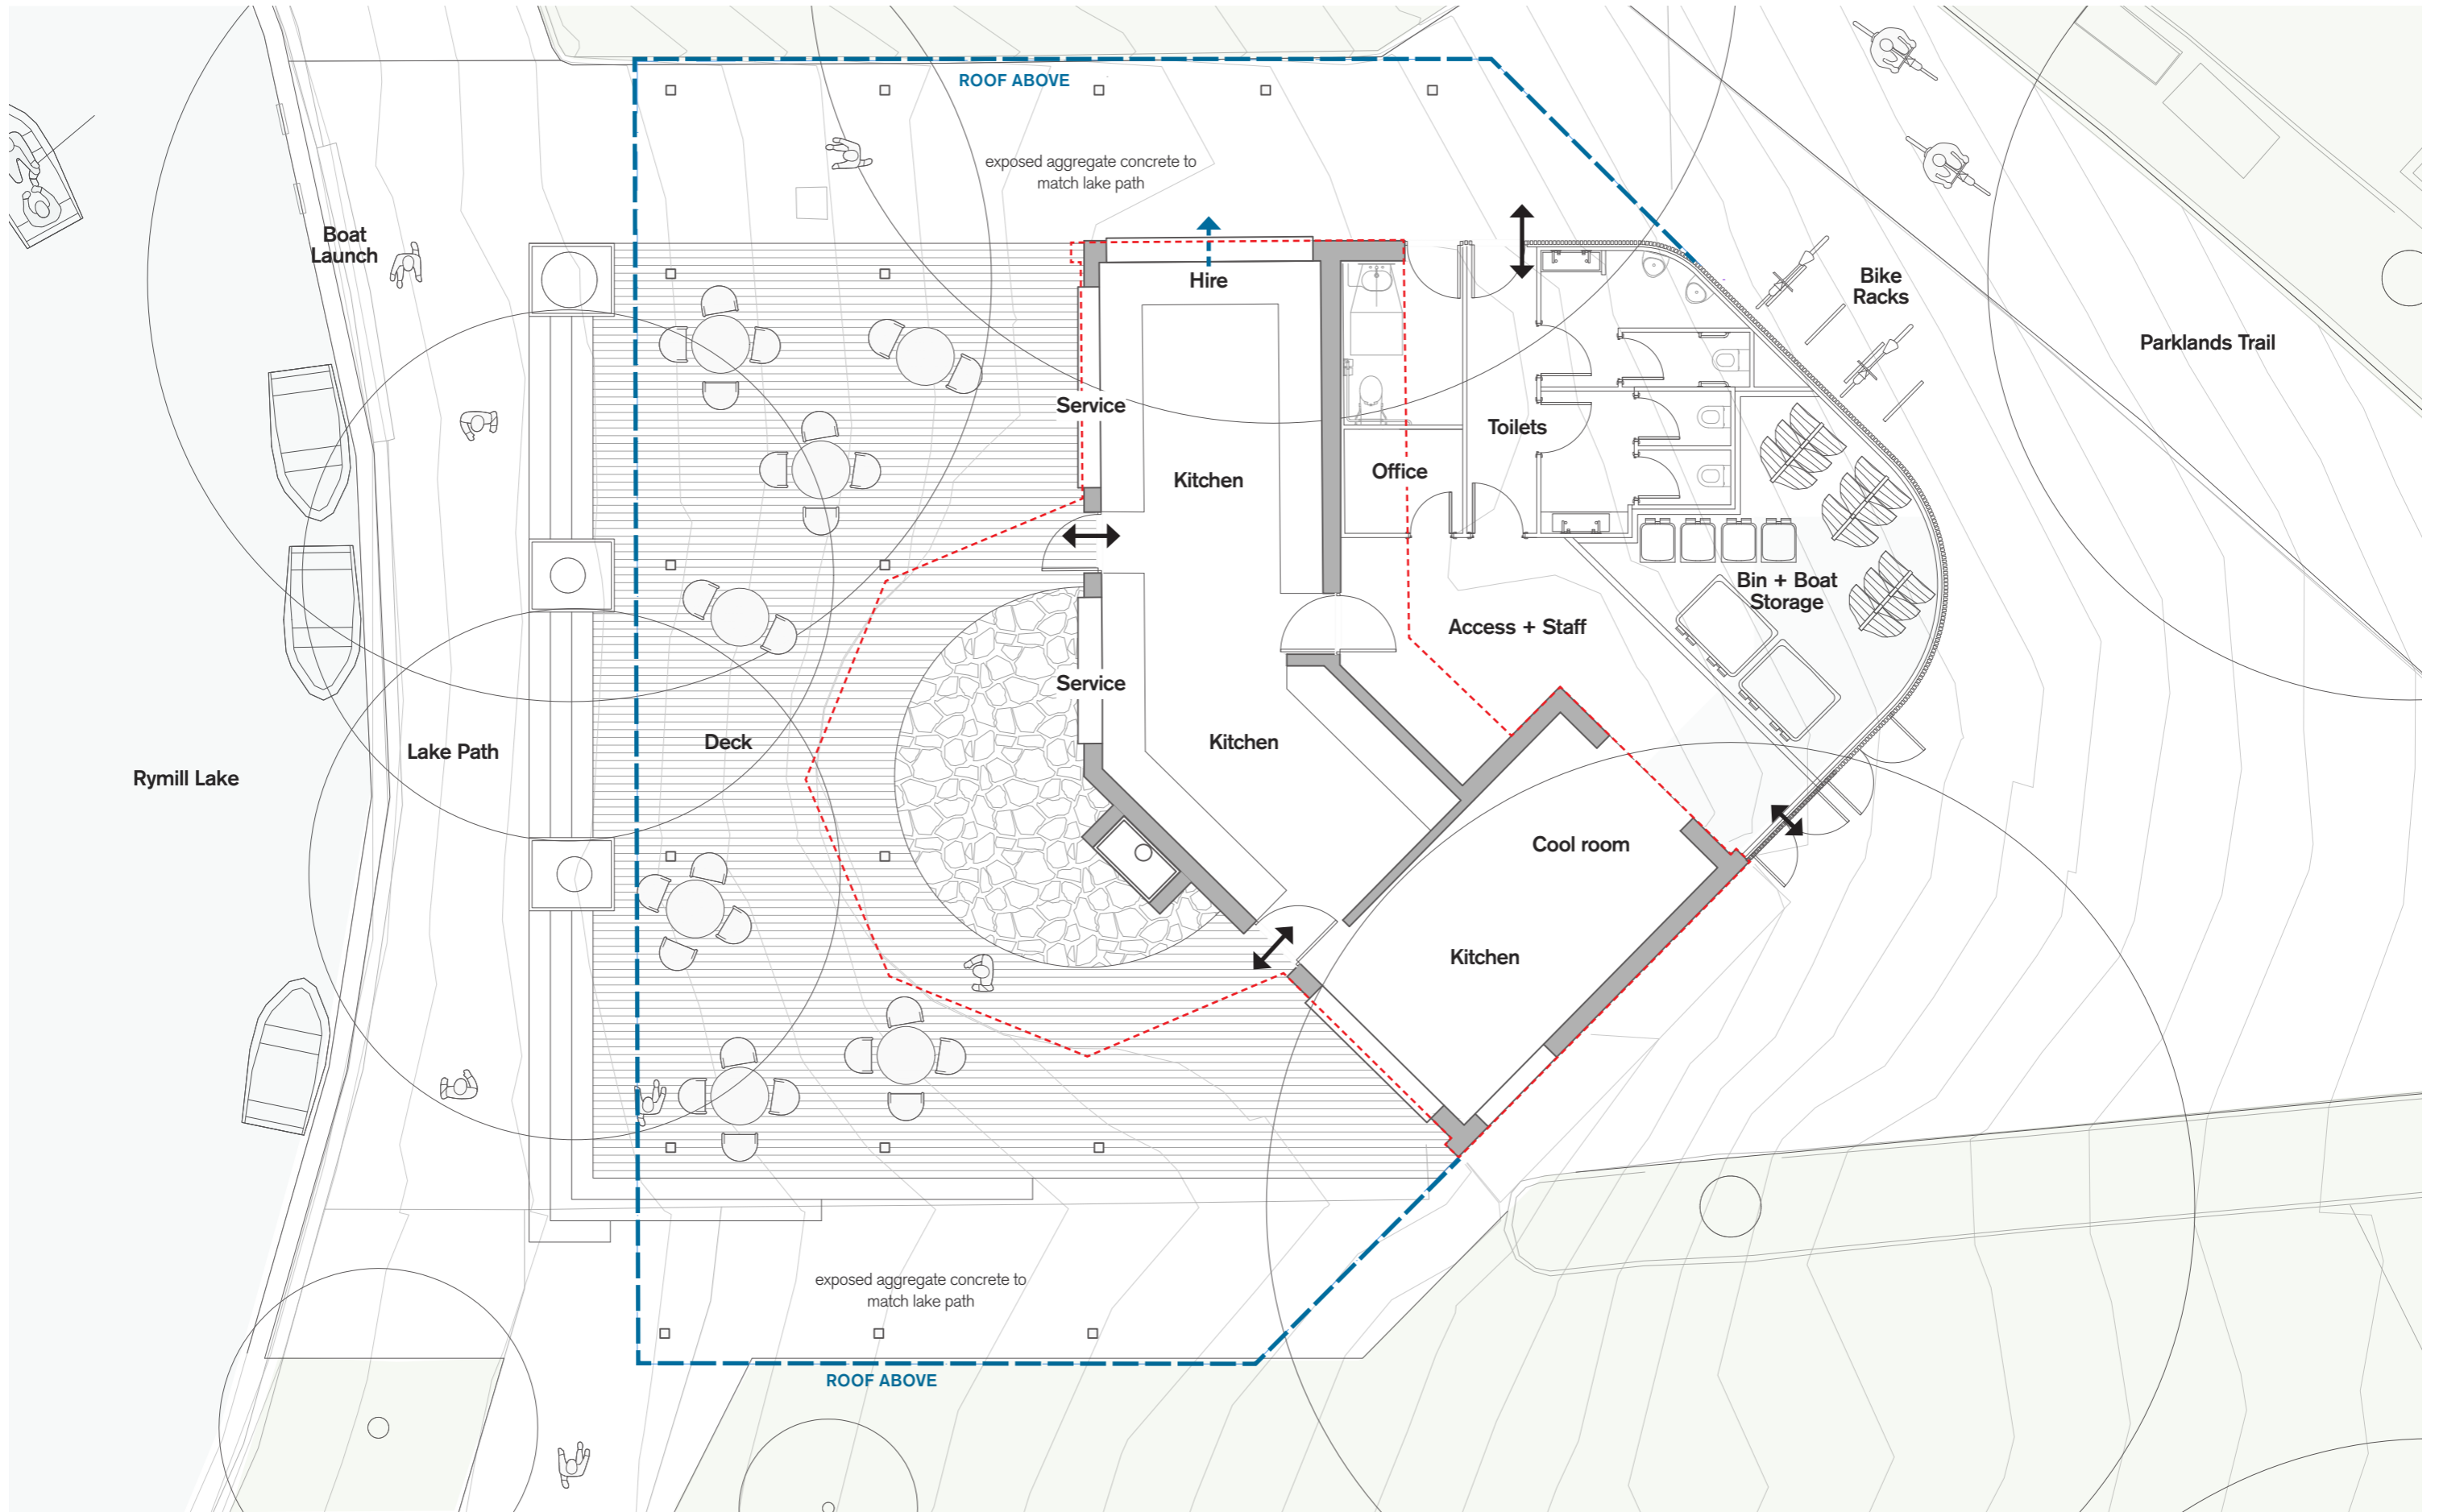 ROOF ABOVE
exposed aggregate concrete to
match lake path
Boat
Launch
Hire
Bike
Racks
Parklands Trail
Service
Toilets
Kitchen
Office
Bin + Boat
Storage
Access + Staff
Service
Deck
Kitchen
Lake Path
Rymill Lake
Cool room
Kitchen
exposed aggregate concrete to
match lake path
ROOF ABOVE